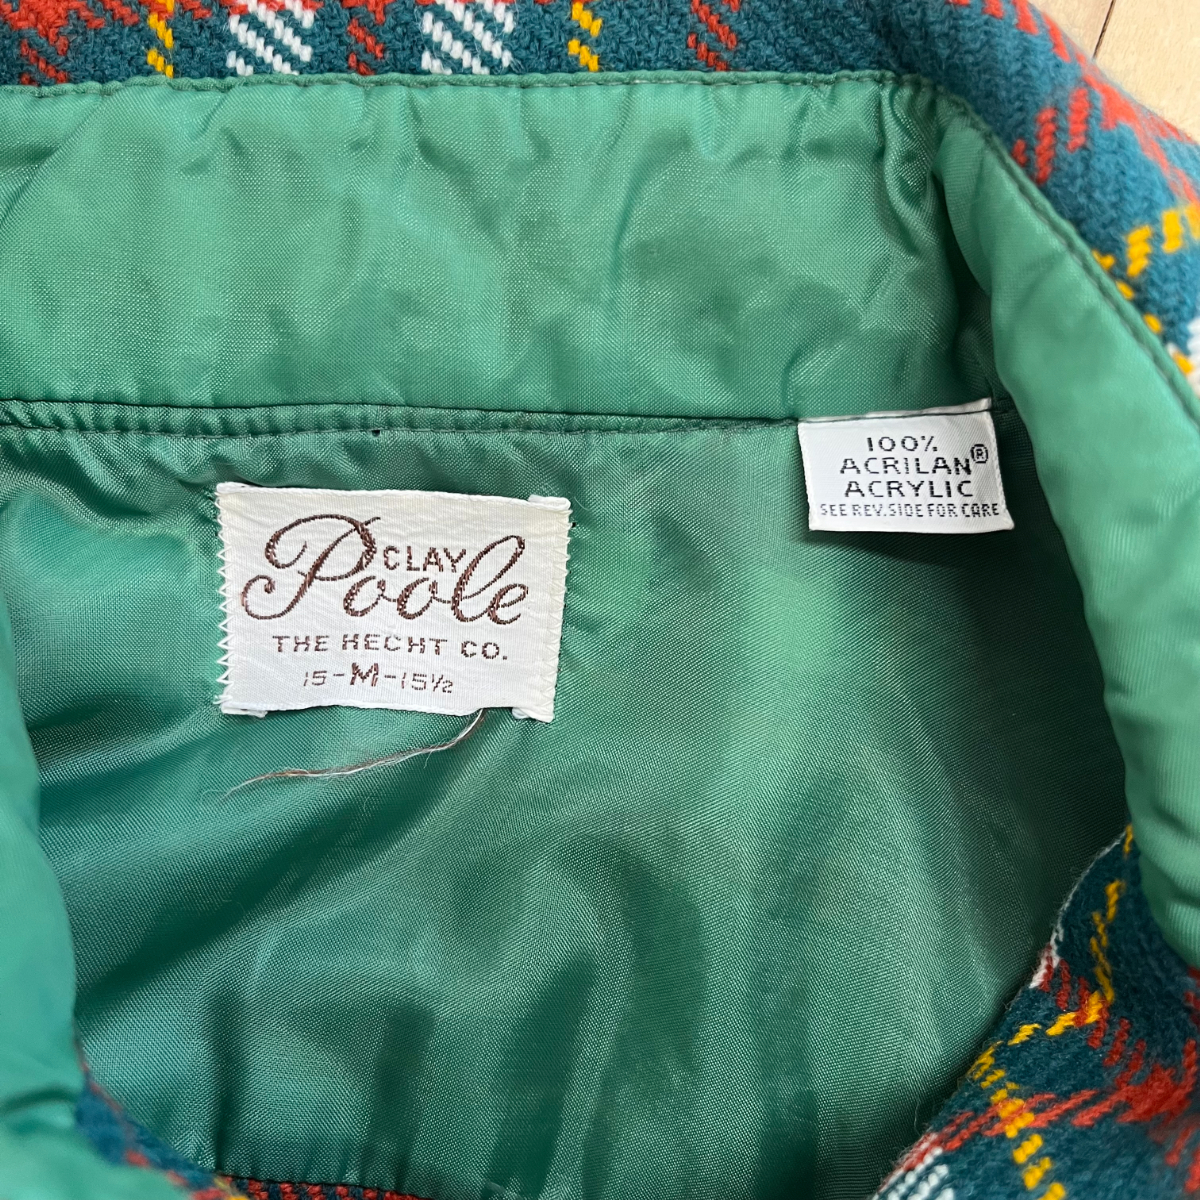 CLAY
Poole
THE HECHT CO.
15-M-15½
100%
ACRILAN®
ACRYLIC
SEE REV. SIDE FOR CARE